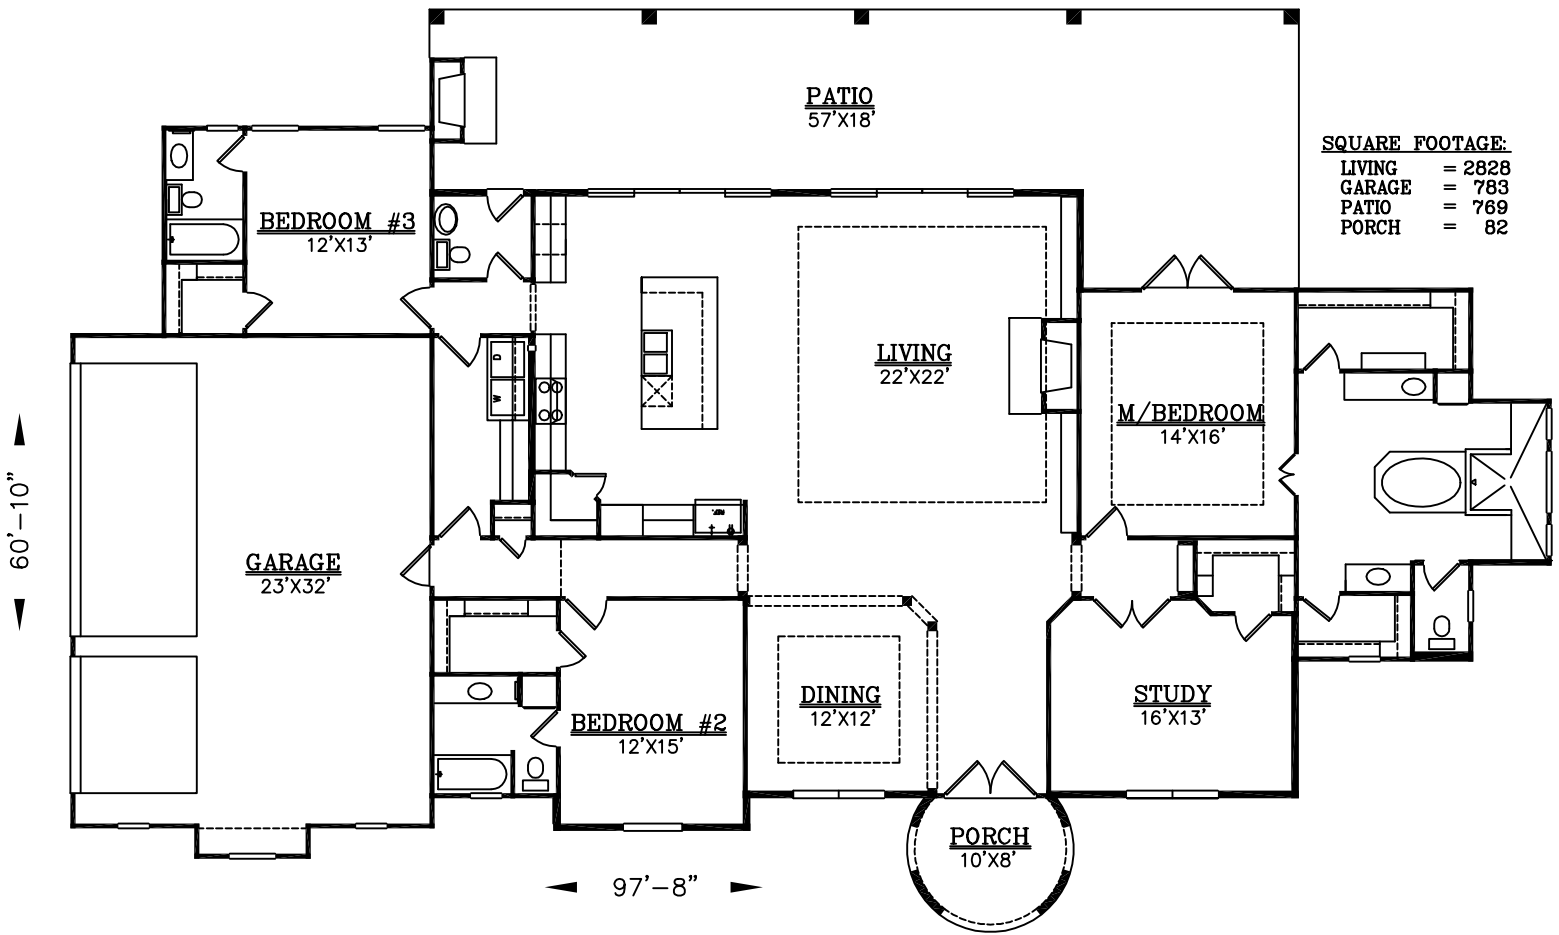 PATIO
57'X18'
SQUARE FOOTAGE:
LIVING = 2828
GARAGE = 783
PATIO = 769
PORCH = 82
BEDROOM #3
12'X13'
LIVING
22'X22'
D
W
M/BEDROOM
14'X16'
60'-10"
REF.
GARAGE
23'X32'
DINING
12'X12'
STUDY
16'X13'
BEDROOM #2
12'X15'
PORCH
10'X8'
97'-8"